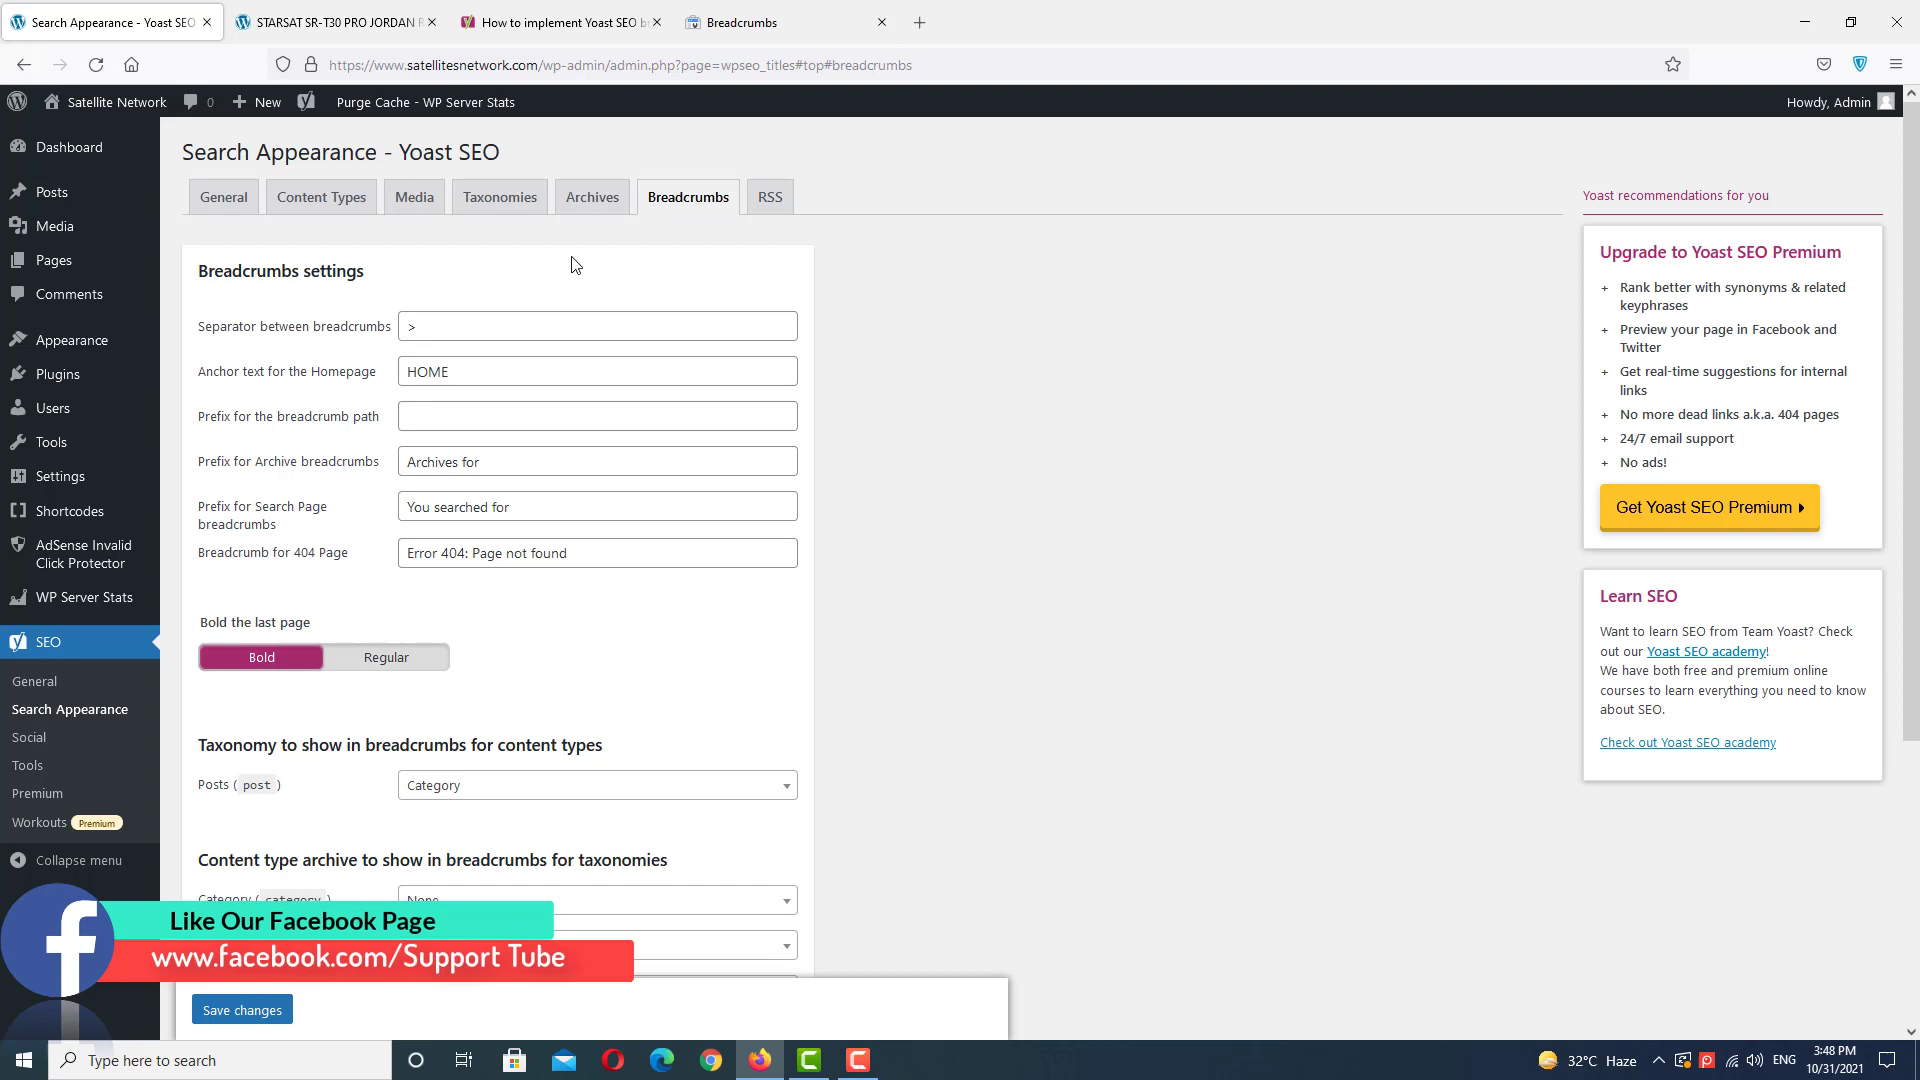 Search Appearance - Yoast SEO
STARSAT SR-T30 PRO JORDAN
How to implement Yoast SEO b
Breadcrumbs
https://www.satellitesnetwork.com/wp-admin/admin.php?page=wpseo_titles#top#breadcrumbs
Satellite Network
0
New
Purge Cache - WP Server Stats
Howdy, Admin
Dashboard
Posts
Media
Pages
Comments
Appearance
Plugins
Users
Tools
Settings
Shortcodes
AdSense Invalid
Click Protector
WP Server Stats
SEO
General
Search Appearance
Social
Tools
Premium
Workouts Premium
Collapse menu
Search Appearance - Yoast SEO
General
Content Types
Media
Taxonomies
Archives
Breadcrumbs
RSS
Breadcrumbs settings
Separator between breadcrumbs >
Anchor text for the Homepage HOME
Prefix for the breadcrumb path
Prefix for Archive breadcrumbs Archives for
Prefix for Search Page
breadcrumbs
You searched for
Breadcrumb for 404 Page Error 404: Page not found
Bold the last page
Bold Regular
Taxonomy to show in breadcrumbs for content types
Posts ( post ) Category
Content type archive to show in breadcrumbs for taxonomies
Category ( category ) None
Save changes
Yoast recommendations for you
Upgrade to Yoast SEO Premium
+ Rank better with synonyms & related
keyphrases
+ Preview your page in Facebook and
Twitter
+ Get real-time suggestions for internal
links
+ No more dead links a.k.a. 404 pages
+ 24/7 email support
+ No ads!
Get Yoast SEO Premium
Learn SEO
Want to learn SEO from Team Yoast? Check
out our Yoast SEO academy!
We have both free and premium online
courses to learn everything you need to know
about SEO.
Check out Yoast SEO academy
Like Our Facebook Page
www.facebook.com/Support Tube
Type here to search
32°C Haze
ENG
3:48 PM
10/31/2021